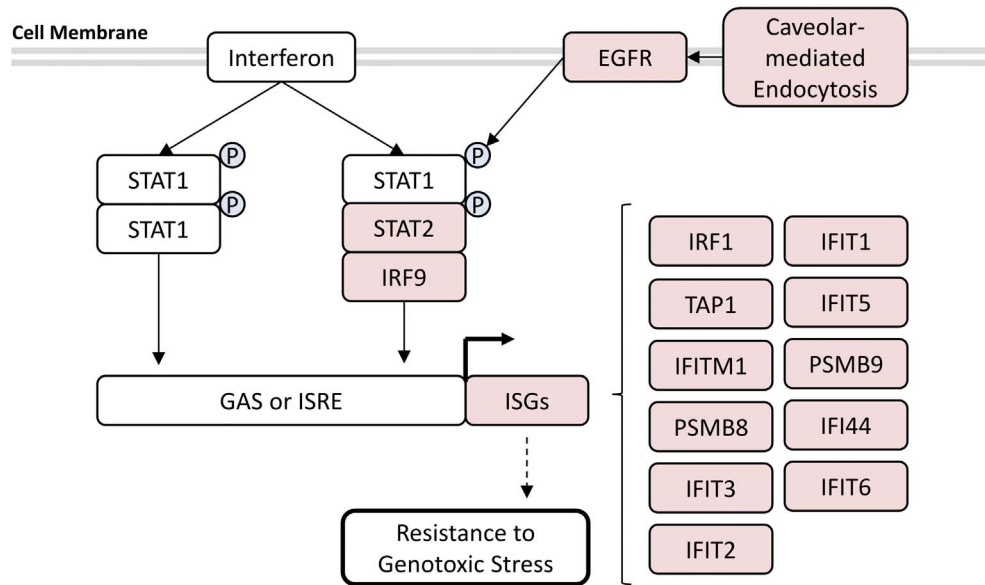 Cell Membrane
Interferon
EGFR
Caveolar-
mediated
Endocytosis
P
P
STAT1
STAT1
P
P
STAT1
STAT2
IRF9
GAS or ISRE
ISGs
Resistance to
Genotoxic Stress
IRF1
IFIT1
TAP1
IFIT5
IFITM1
PSMB9
PSMB8
IFI44
IFIT3
IFIT6
IFIT2